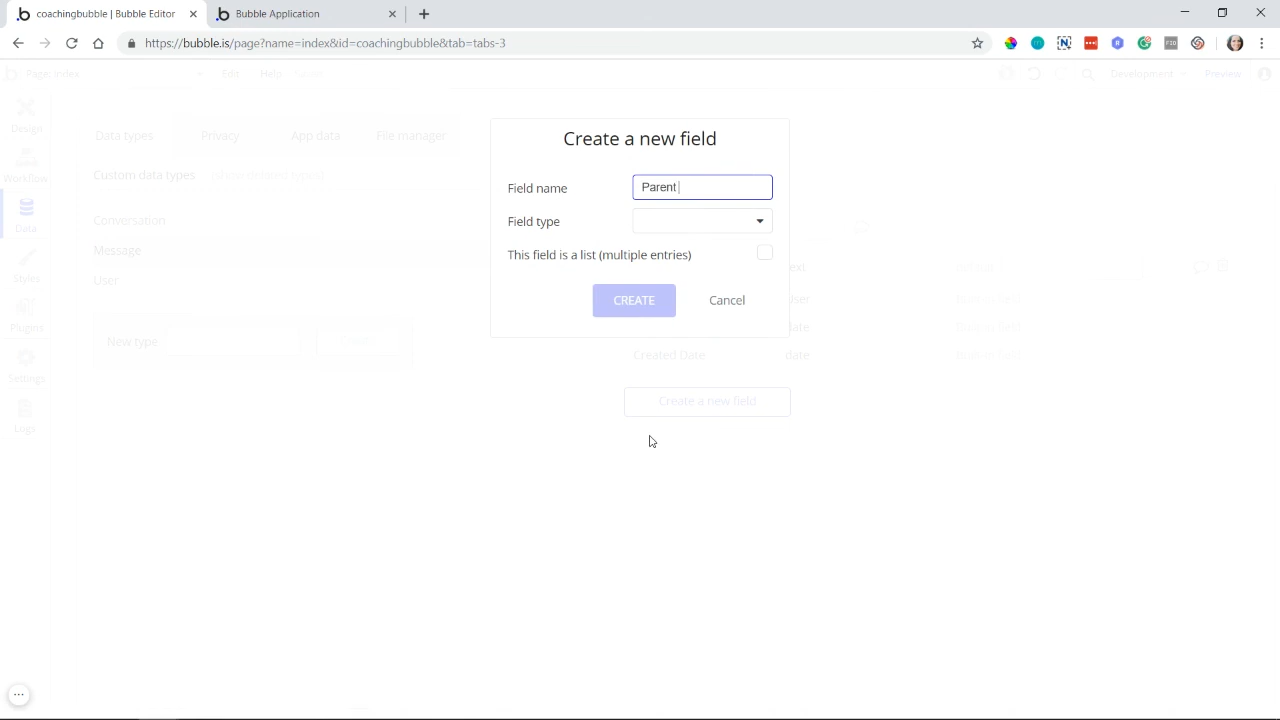 coachingbubble | Bubble Editor
Bubble Application
https://bubble.is/page?name=index&id=coachingbubble&tab=tabs-3
Page: index
Edit
Help
Development
Preview
Design
Workflow
Data
Styles
Plugins
Settings
Logs
Data types
Privacy
App data
File manager
Custom data types
Conversation
Message
User
New type
Create a new field
Field name
Parent
Field type
This field is a list (multiple entries)
CREATE
Cancel
Created Date
date
Create a new field